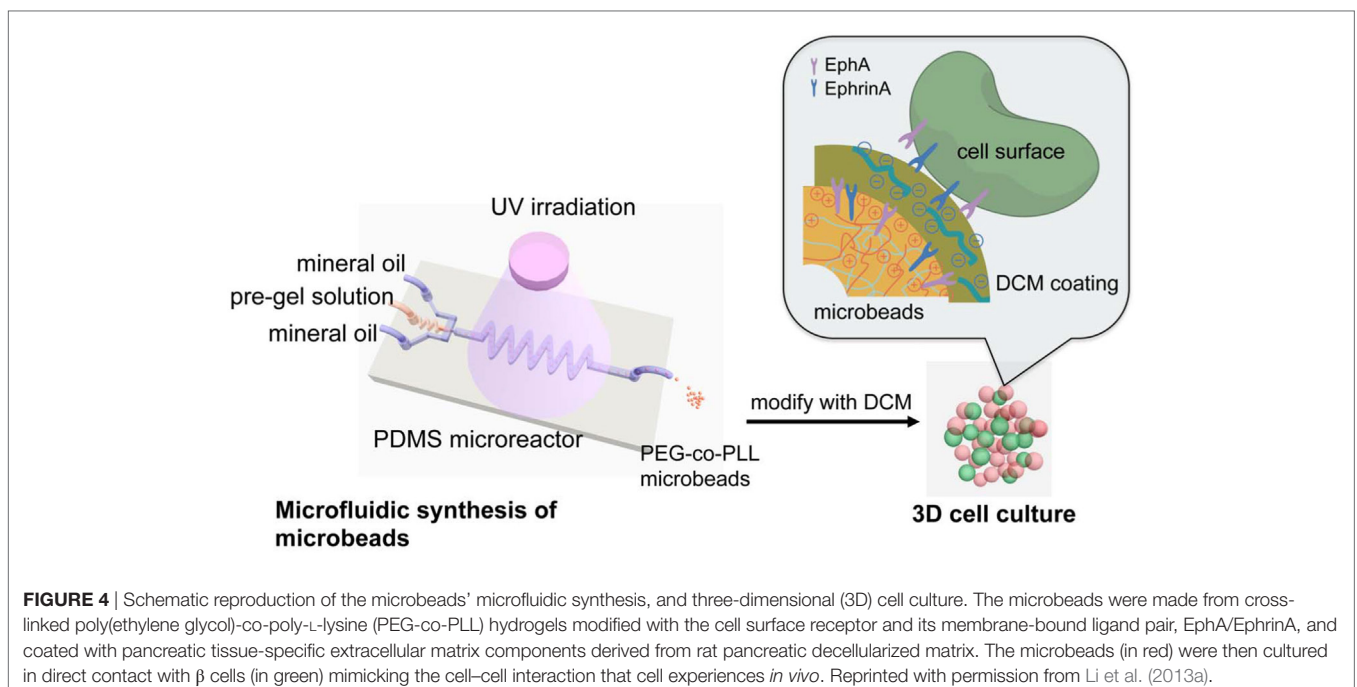 EphA
EphrinA
cell surface
DCM coating
microbeads
UV irradiation
mineral oil
pre-gel solution
mineral oil
PDMS microreactor
PEG-co-PLL
microbeads
modify with DCM
Microfluidic synthesis of
microbeads
3D cell culture
FIGURE 4 | Schematic reproduction of the microbeads’ microfluidic synthesis, and three-dimensional (3D) cell culture. The microbeads were made from cross-
linked poly(ethylene glycol)-co-poly-L-lysine (PEG-co-PLL) hydrogels modified with the cell surface receptor and its membrane-bound ligand pair, EphA/EphrinA, and
coated with pancreatic tissue-specific extracellular matrix components derived from rat pancreatic decellularized matrix. The microbeads (in red) were then cultured
in direct contact with β cells (in green) mimicking the cell–cell interaction that cell experiences in vivo. Reprinted with permission from Li et al. (2013a).